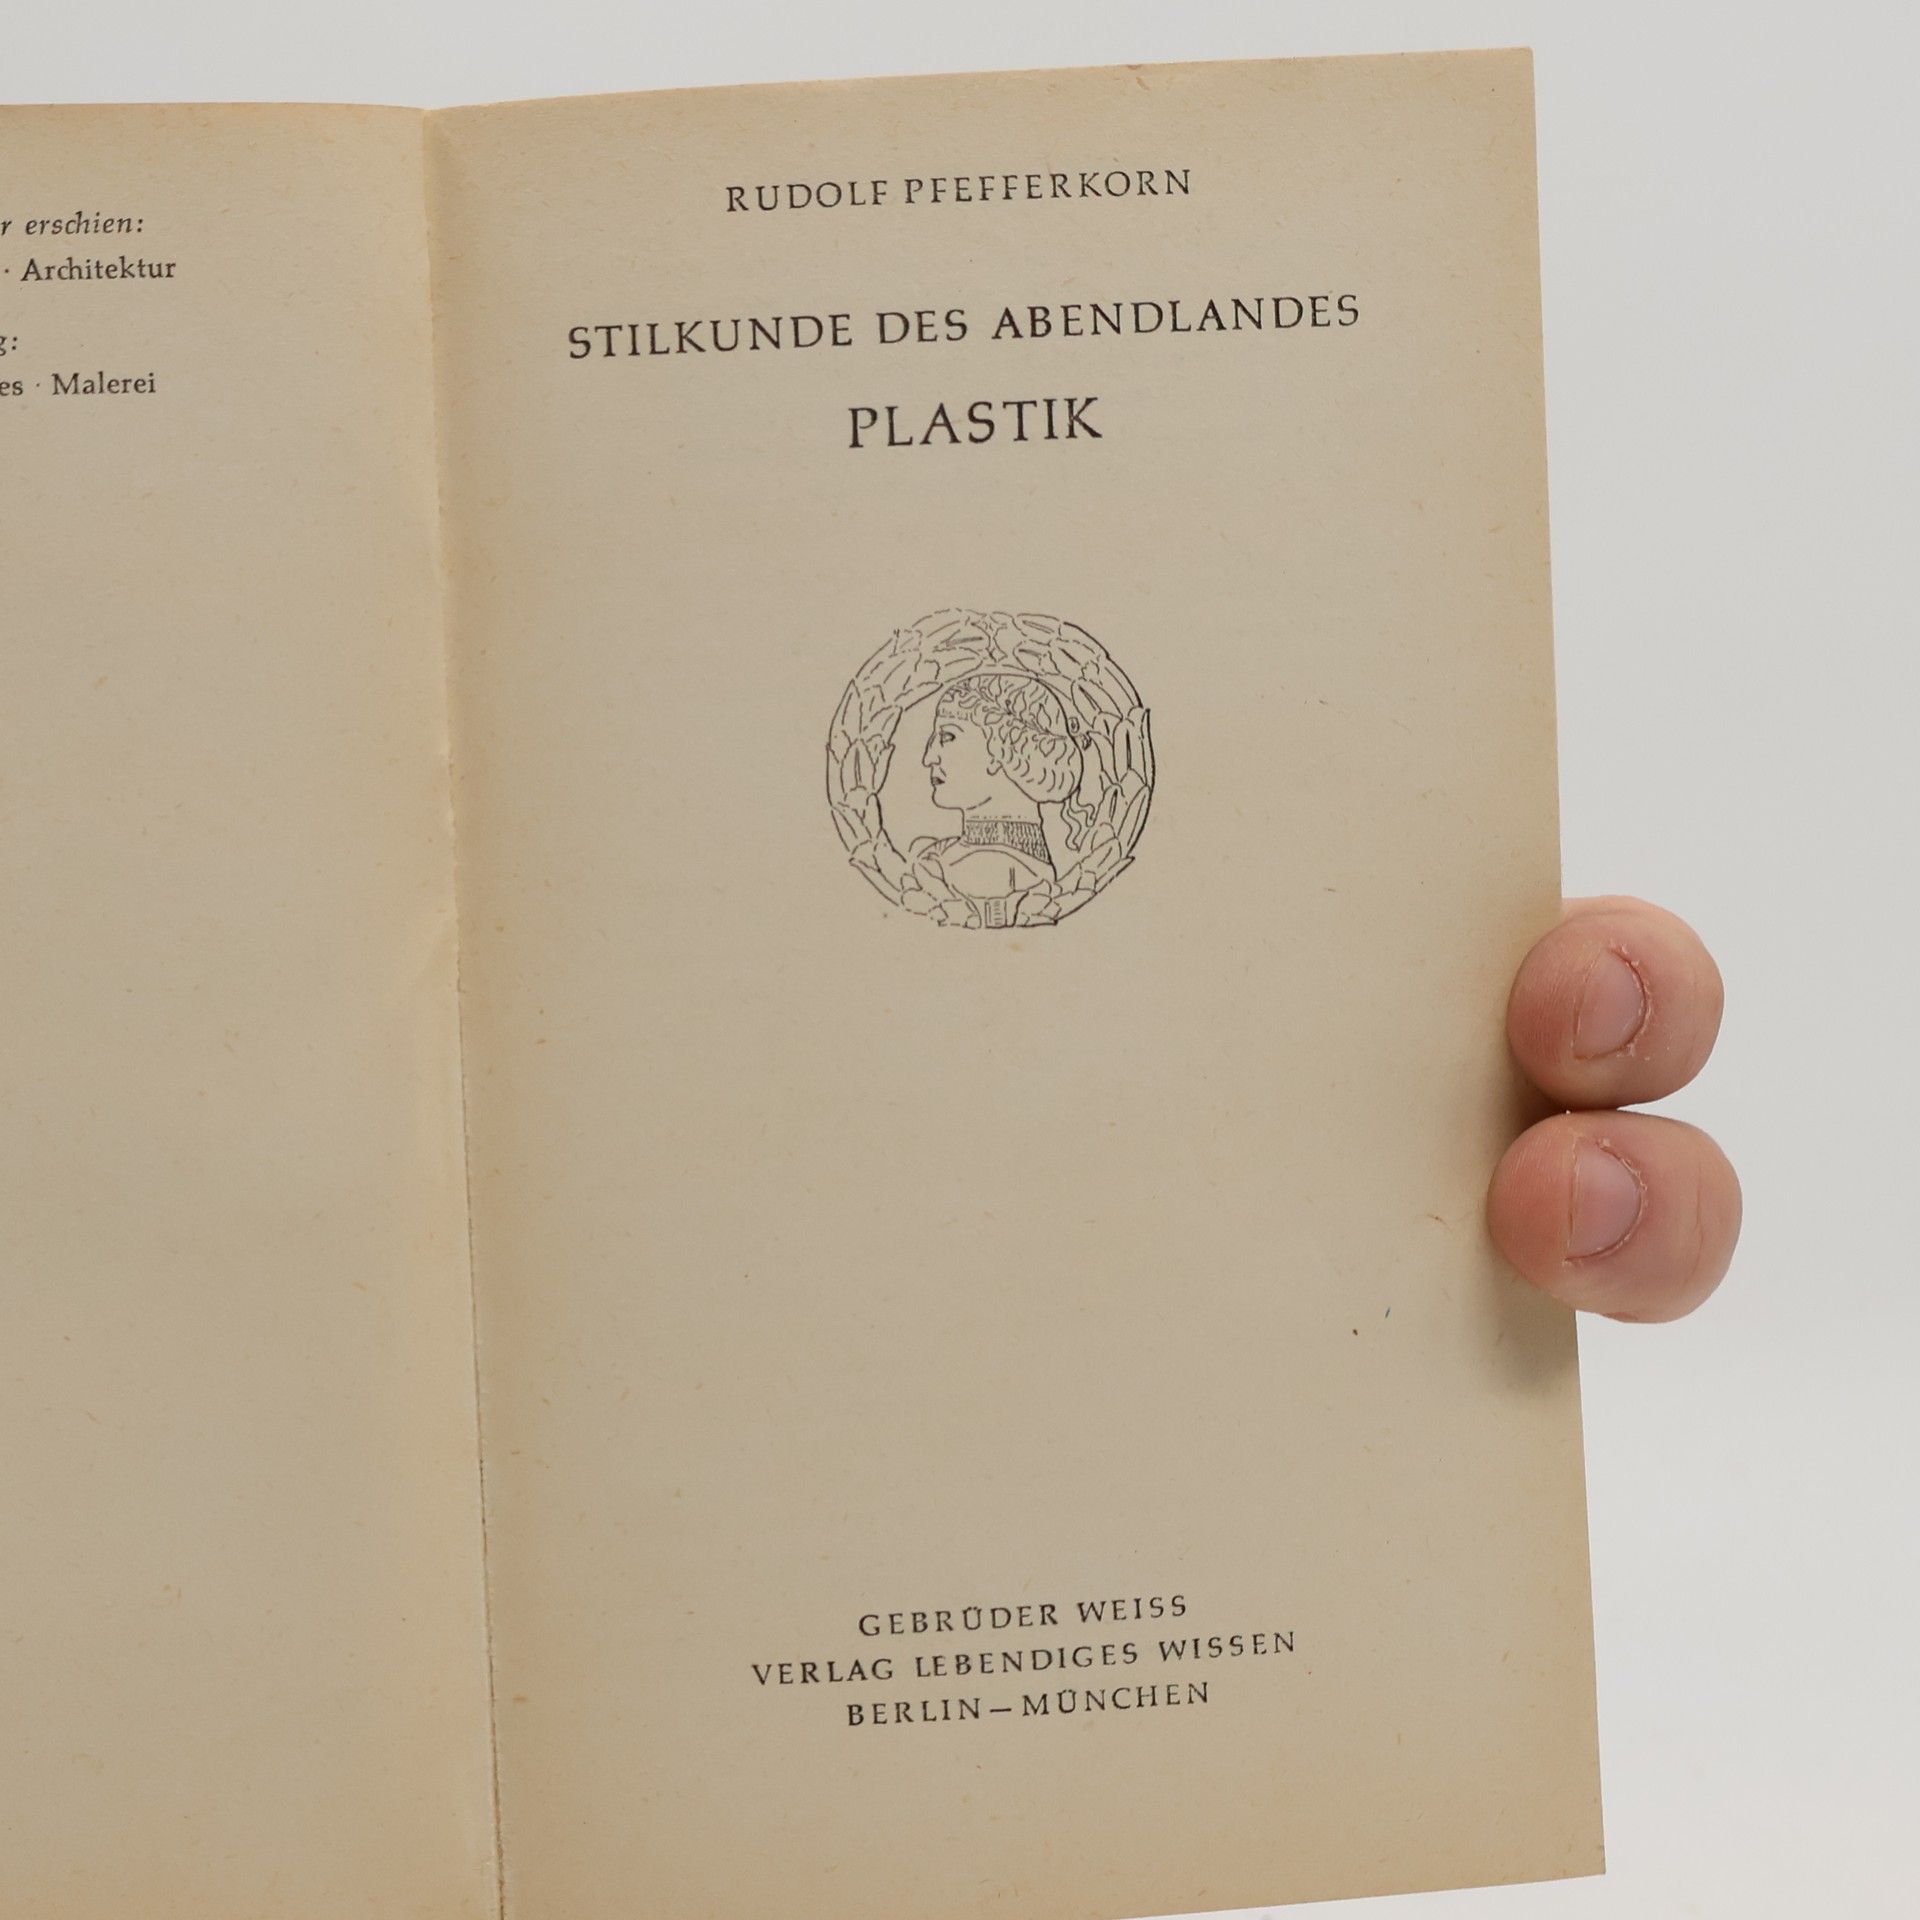 r erschien:
· Architektur
g:
es · Malerei
RUDOLF PFEFFERKORN
STILKUNDE DES ABENDLANDES
PLASTIK
GEBRÜDER WEISS
VERLAG LEBENDIGES WISSEN
BERLIN—MÜNCHEN